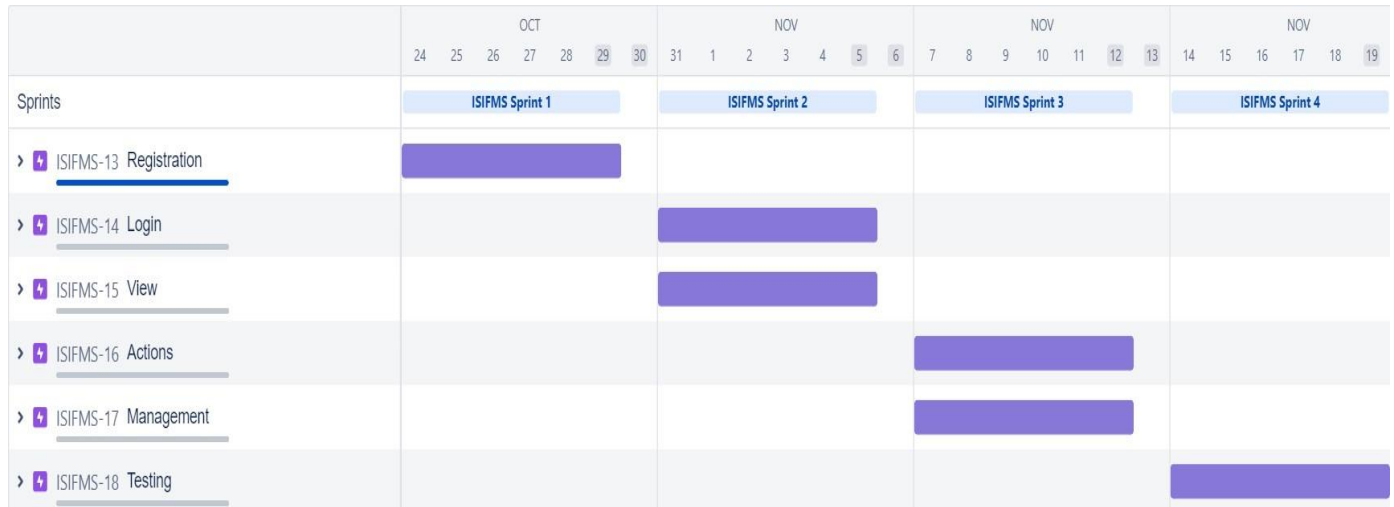 OCT NOV NOV NOV
24 25 26 27 28 29 30 31 1 2 3 4 5 6 7 8 9 10 11 12 13 14 15 16 17 18 19
Sprints ISIFMS Sprint 1 ISIFMS Sprint 2 ISIFMS Sprint 3 ISIFMS Sprint 4
ISIFMS-13 Registration
ISIFMS-14 Login
ISIFMS-15 View
ISIFMS-16 Actions
ISIFMS-17 Management
ISIFMS-18 Testing